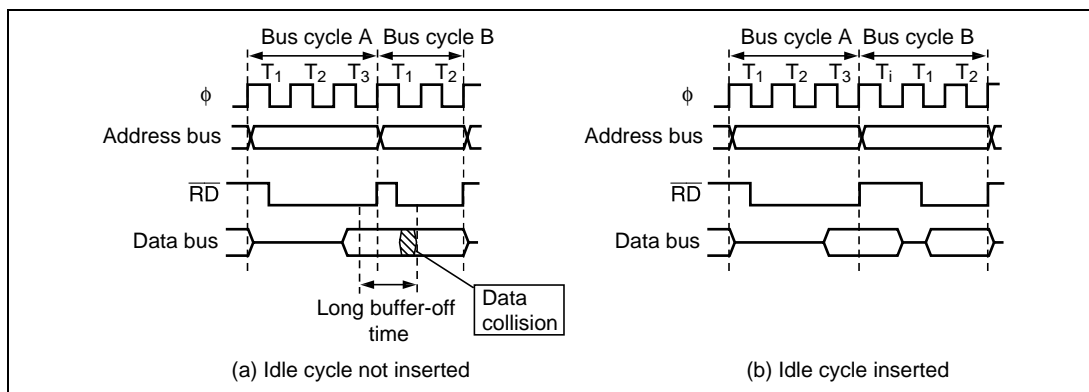 Bus cycle A Bus cycle B
T1 T2 T3 T1 T2
φ
Address bus
RD
Data bus
Long buffer-off
time
Data
collision
(a) Idle cycle not inserted
Bus cycle A Bus cycle B
T1 T2 T3 Ti T1 T2
φ
Address bus
RD
Data bus
(b) Idle cycle inserted